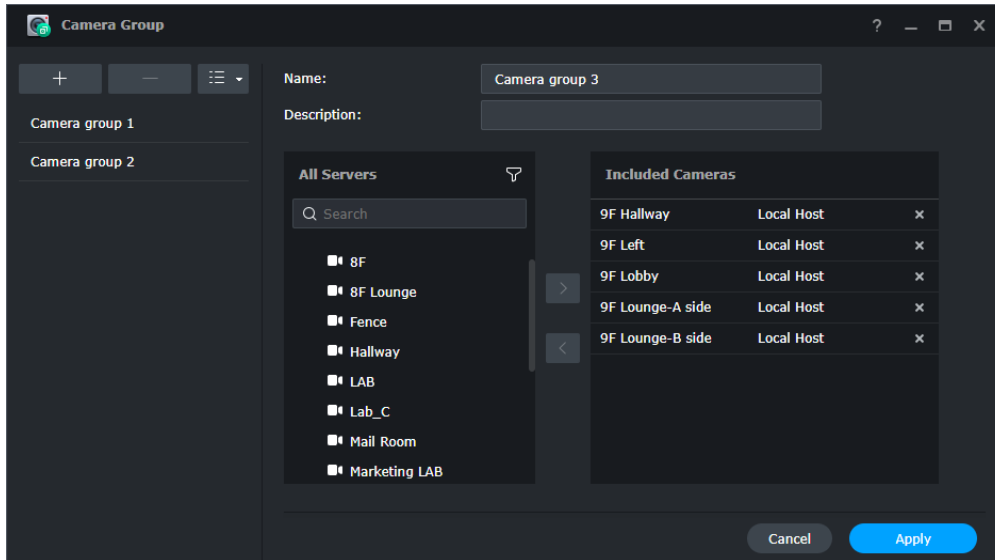 Camera Group
Name: Camera group 3
Description:
Camera group 1
Camera group 2
All Servers
Search
8F
8F Lounge
Fence
Hallway
LAB
Lab_C
Mail Room
Marketing LAB
Included Cameras
9F Hallway Local Host
9F Left Local Host
9F Lobby Local Host
9F Lounge-A side Local Host
9F Lounge-B side Local Host
Cancel Apply